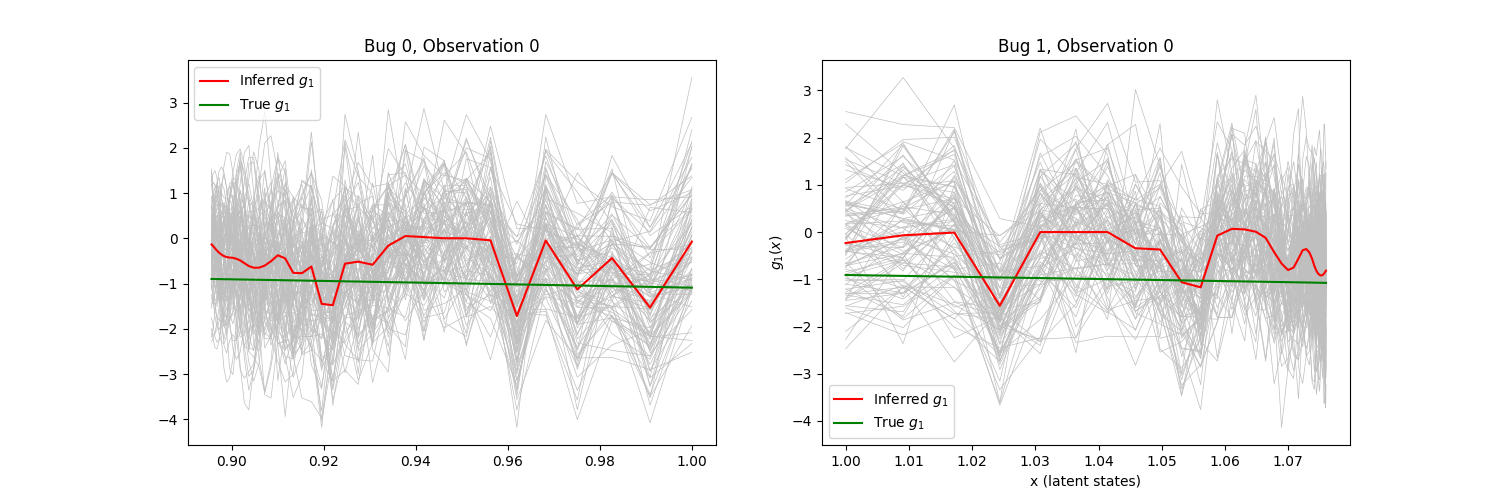 Bug 0, Observation 0
Inferred g₁
True g₁
3
2
1
0
−1
−2
−3
−4
0.90 0.92 0.94 0.96 0.98 1.00
Bug 1, Observation 0
g₁(x)
3
2
1
0
−1
−2
−3
−4
Inferred g₁
True g₁
1.00 1.01 1.02 1.03 1.04 1.05 1.06 1.07
x (latent states)